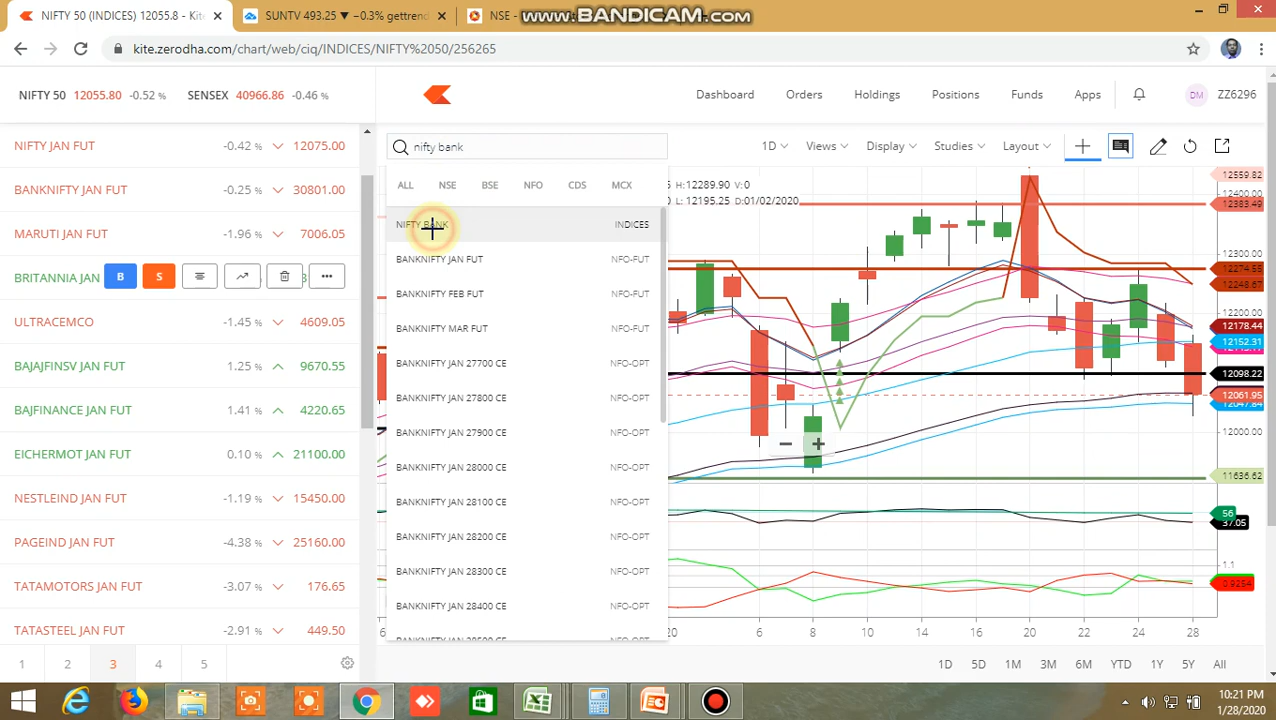 NIFTY 50 (INDICES) 12055.8 - Kit
SUNTV 493.25 ▼ −0.3% gettrend
NSE -
www.BANDICAM.com
kite.zerodha.com/chart/web/ciq/INDICES/NIFTY%2050/256265
NIFTY 50 12055.80 -0.52 %
SENSEX 40966.86 -0.46 %
Dashboard
Orders
Holdings
Positions
Funds
Apps
DM
ZZ6296
NIFTY JAN FUT -0.42 % 12075.00
BANKNIFTY JAN FUT -0.25 % 30801.00
MARUTI JAN FUT -1.96 % 7006.05
BRITANNIA JAN B S
ULTRACEMCO -1.45 % 4609.05
BAJAJFINSV JAN FUT 1.25 % 9670.55
BAJFINANCE JAN FUT 1.41 % 4220.65
EICHERMOT JAN FUT 0.10 % 21100.00
NESTLEIND JAN FUT -1.19 % 15450.00
PAGEIND JAN FUT -4.38 % 25160.00
TATAMOTORS JAN FUT -3.07 % 176.65
TATASTEEL JAN FUT -2.91 % 449.50
1 2 3 4 5
nifty bank
ALL NSE BSE NFO CDS MCX
NIFTY BANK INDICES
BANKNIFTY JAN FUT NFO-FUT
BANKNIFTY FEB FUT NFO-FUT
BANKNIFTY MAR FUT NFO-FUT
BANKNIFTY JAN 27700 CE NFO-OPT
BANKNIFTY JAN 27800 CE NFO-OPT
BANKNIFTY JAN 27900 CE NFO-OPT
BANKNIFTY JAN 28000 CE NFO-OPT
BANKNIFTY JAN 28100 CE NFO-OPT
BANKNIFTY JAN 28200 CE NFO-OPT
BANKNIFTY JAN 28300 CE NFO-OPT
BANKNIFTY JAN 28400 CE NFO-OPT
1D Views Display Studies Layout
H:12289.90 V:0
L: 12195.25 D:01/02/2020
12559.82
12400.00
12383.49
12300.00
12274.55
12248.67
12200.00
12178.44
12152.31
12098.22
12061.95
12047.84
12000.00
11636.62
56
37.05
1.1
0.9254
20 6 8 10 14 16 18 20 22 24 28
1D 5D 1M 3M 6M YTD 1Y 5Y All
10:21 PM
1/28/2020